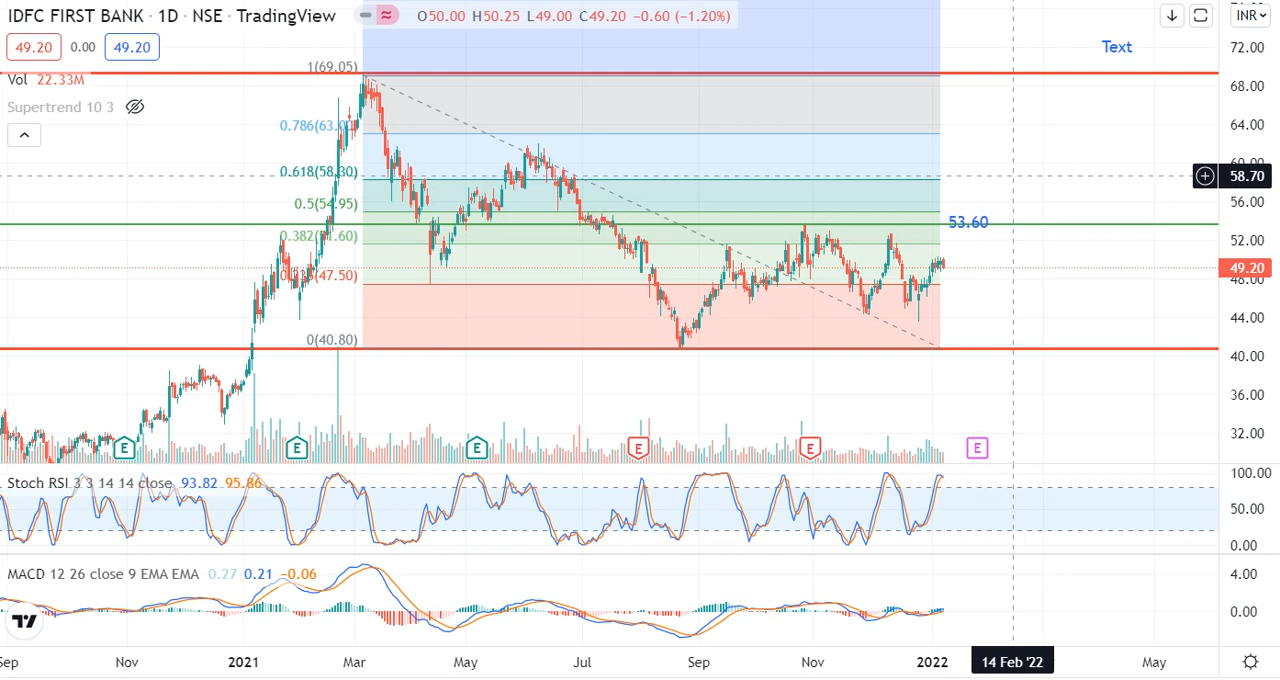 IDFC FIRST BANK · 1D · NSE · TradingView O50.00 H50.25 L49.00 C49.20 −0.60 (−1.20%)
INR
49.20 0.00 49.20
Text
72.00
Vol 22.33M
1(69.05)
68.00
Supertrend 10 3
0.786(63.0
64.00
60.00
0.618(58.30)
58.70
0.5(54.95)
56.00
53.60
0.382(51.60)
52.00
49.20
(47.50)
48.00
44.00
0(40.80)
40.00
36.00
32.00
E E E E E E
Stoch RSI 3 3 14 14 close 93.82 95.86
100.00
50.00
0.00
MACD 12 26 close 9 EMA EMA 0.27 0.21 −0.06
4.00
0.00
Sep Nov 2021 Mar May Jul Sep Nov 2022 14 Feb '22 May